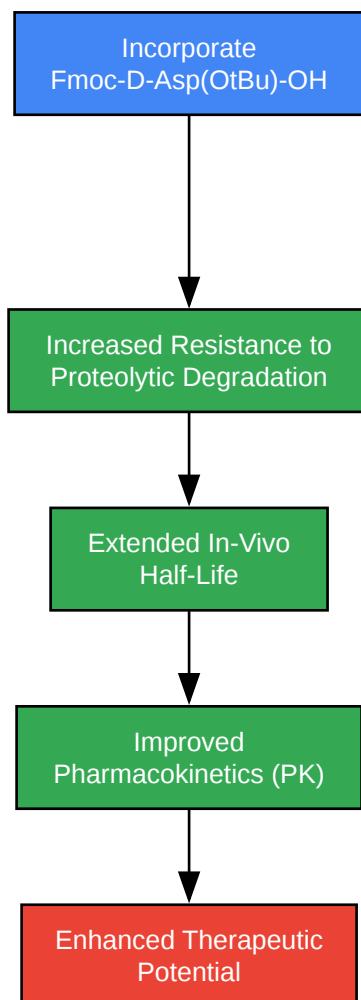 Incorporate
Fmoc-D-Asp(OtBu)-OH
Increased Resistance to
Proteolytic Degradation
Extended In-Vivo
Half-Life
Improved
Pharmacokinetics (PK)
Enhanced Therapeutic
Potential